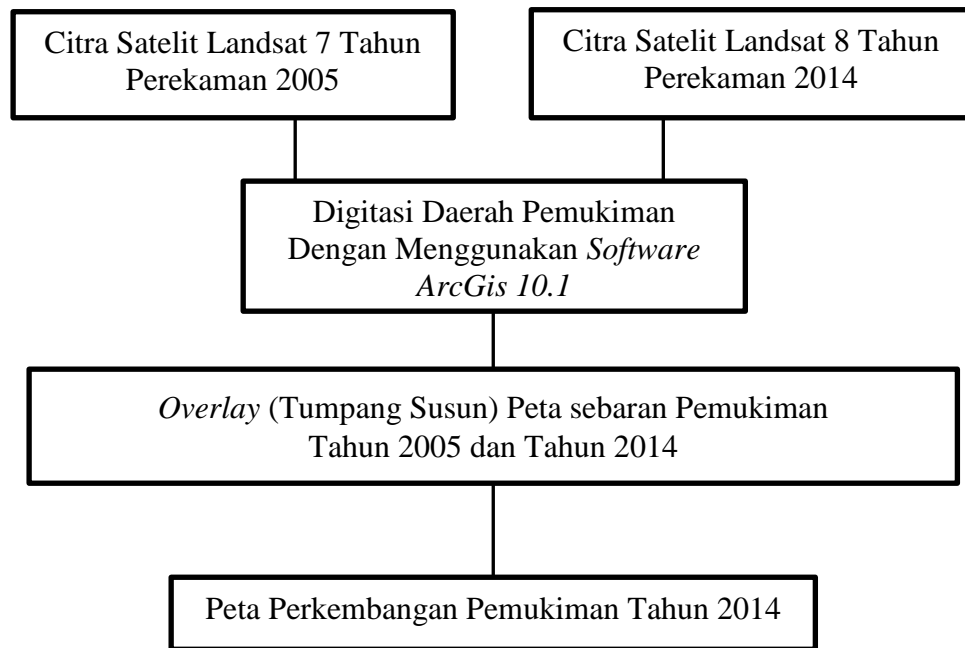 Citra Satelit Landsat 7 Tahun
Perekaman 2005
Citra Satelit Landsat 8 Tahun
Perekaman 2014
Digitasi Daerah Pemukiman
Dengan Menggunakan Software
ArcGis 10.1
Overlay (Tumpang Susun) Peta sebaran Pemukiman
Tahun 2005 dan Tahun 2014
Peta Perkembangan Pemukiman Tahun 2014